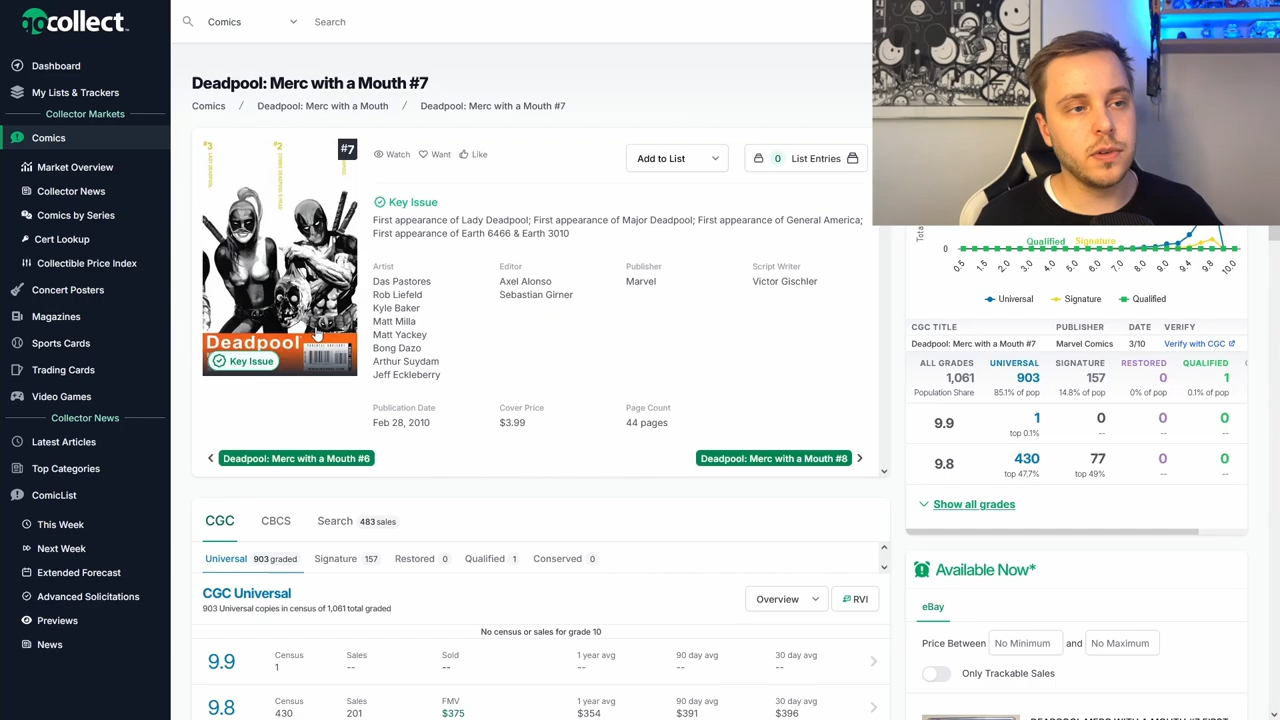 gocollect
Dashboard
My Lists & Trackers
Collector Markets
Comics
Market Overview
Collector News
Comics by Series
Cert Lookup
Collectible Price Index
Concert Posters
Magazines
Sports Cards
Trading Cards
Video Games
Collector News
Latest Articles
Top Categories
ComicList
This Week
Next Week
Extended Forecast
Advanced Solicitations
Previews
News
Comics
Search
Deadpool: Merc with a Mouth #7
Comics / Deadpool: Merc with a Mouth / Deadpool: Merc with a Mouth #7
#7
Deadpool
Key Issue
Watch Want Like
Add to List
0 List Entries
Key Issue
First appearance of Lady Deadpool; First appearance of Major Deadpool; First appearance of General America;
First appearance of Earth 6466 & Earth 3010
Artist
Das Pastores
Rob Liefeld
Kyle Baker
Matt Milla
Matt Yackey
Bong Dazo
Arthur Suydam
Jeff Eckleberry
Editor
Axel Alonso
Sebastian Girner
Publisher
Marvel
Script Writer
Victor Gischler
Publication Date
Feb 28, 2010
Cover Price
$3.99
Page Count
44 pages
Deadpool: Merc with a Mouth #6
Deadpool: Merc with a Mouth #8
CGC CBCS Search 483 sales
Universal 903 graded Signature 157 Restored 0 Qualified 1 Conserved 0
CGC Universal
903 Universal copies in census of 1,061 total graded
Overview
RVI
No census or sales for grade 10
9.9
Census Sales Sold 1 year avg 90 day avg 30 day avg
1 -- -- -- -- --
9.8
Census Sales FMV 1 year avg 90 day avg 30 day avg
430 201 $375 $354 $391 $396
0
Qualified Signature
0.5 1.5 2.0 3.0 4.0 5.0 6.0 7.0 8.0 9.0 9.4 9.8 10.0
Universal Signature Qualified
CGC TITLE PUBLISHER DATE VERIFY
Deadpool: Merc with a Mouth #7 Marvel Comics 3/10 Verify with CGC
ALL GRADES UNIVERSAL SIGNATURE RESTORED QUALIFIED
1,061 903 157 0 1
Population Share 85.1% of pop 14.8% of pop 0% of pop 0.1% of pop
9.9 1 0 0 0
top 0.1% -- -- --
9.8 430 77 0 0
top 47.7% top 49% -- --
Show all grades
Available Now*
eBay
Price Between No Minimum and No Maximum
Only Trackable Sales